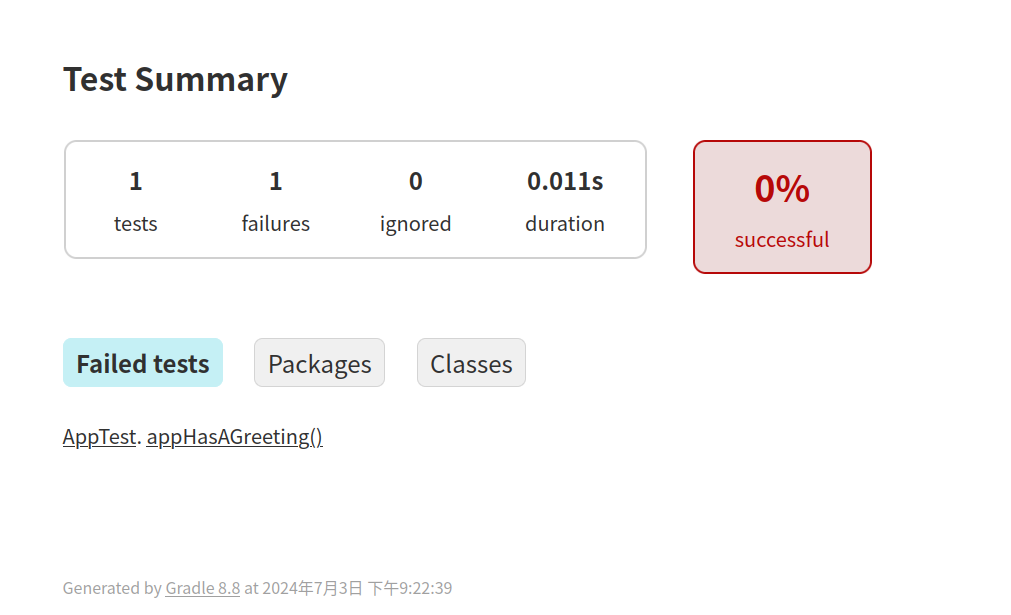 Test Summary
1 1 0 0.011s
tests failures ignored duration
0%
successful
Failed tests Packages Classes
AppTest. appHasAGreeting()
Generated by Gradle 8.8 at 2024年7月3日 下午9:22:39